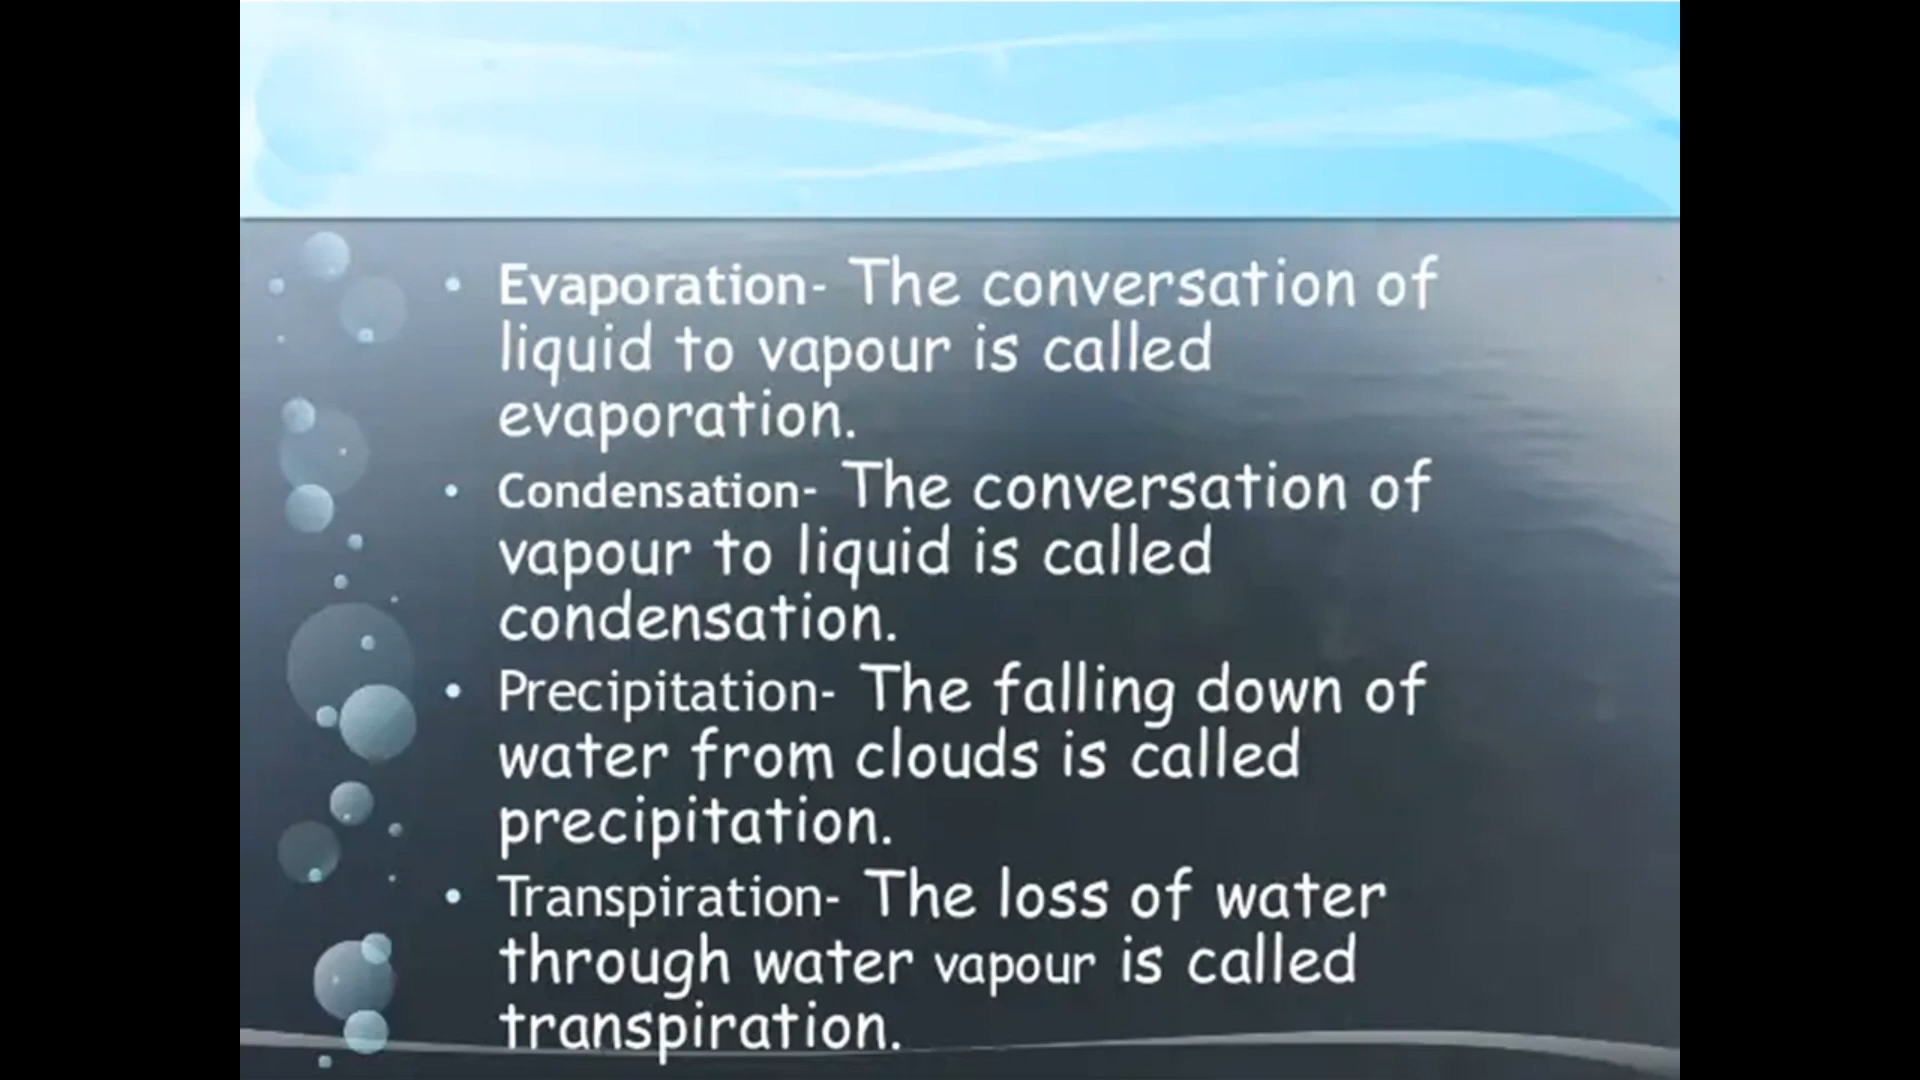 • Evaporation- The conversation of
liquid to vapour is called
evaporation.
• Condensation- The conversation of
vapour to liquid is called
condensation.
• Precipitation- The falling down of
water from clouds is called
precipitation.
• Transpiration- The loss of water
through water vapour is called
transpiration.